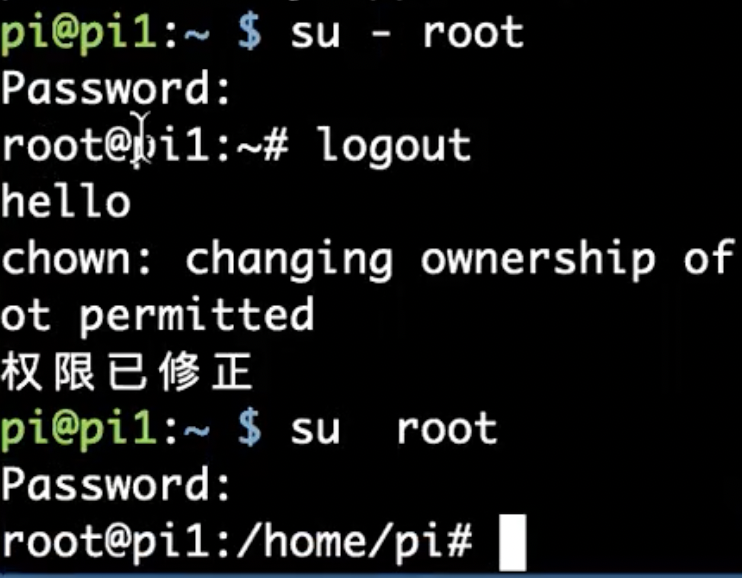 pi@pi1:~ $ su - root
Password:
root@pi1:~# logout
hello
chown: changing ownership of
ot permitted
权限已修正
pi@pi1:~ $ su  root
Password:
root@pi1:/home/pi#